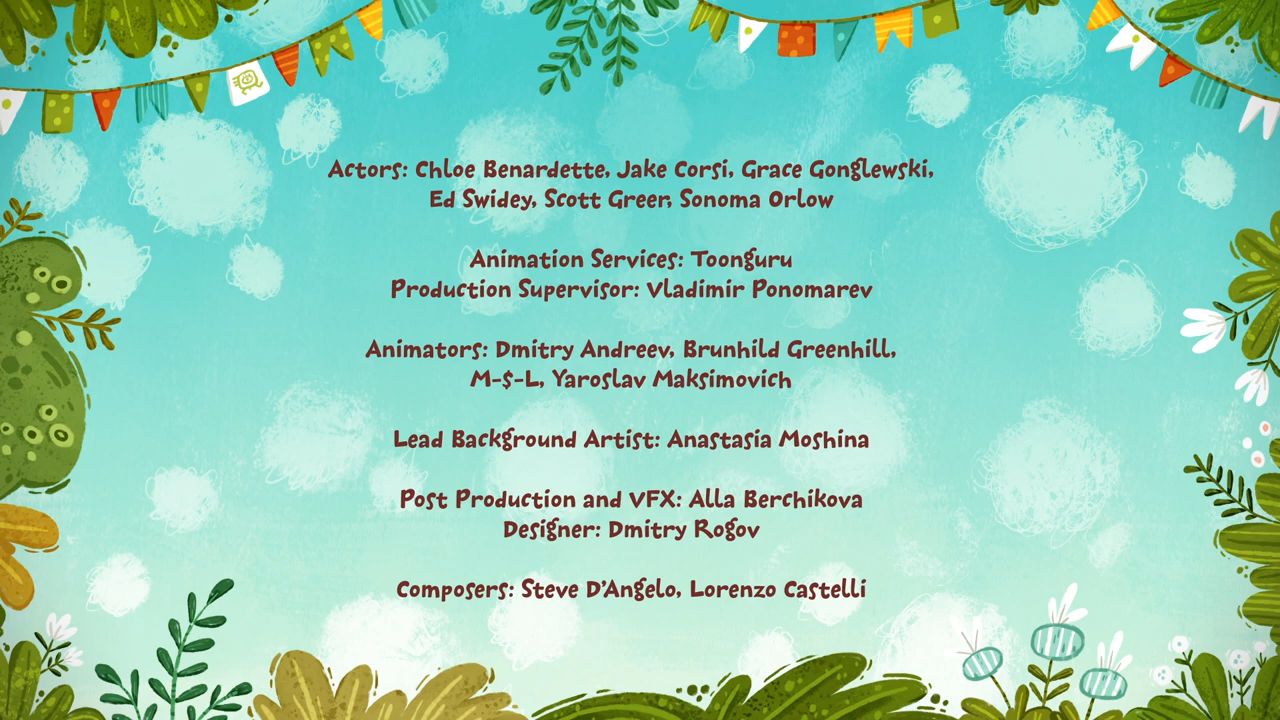 Actors: Chloe Benardette, Jake Corsi, Grace Gonglewski,
Ed Swidey, Scott Greer, Sonoma Orlow
Animation Services: Toonguru
Production Supervisor: Vladimir Ponomarev
Animators: Dmitry Andreev, Brunhild Greenhill,
M-$-L, Yaroslav Maksimovich
Lead Background Artist: Anastasia Moshina
Post Production and VFX: Alla Berchikova
Designer: Dmitry Rogov
Composers: Steve D’Angelo, Lorenzo Castelli